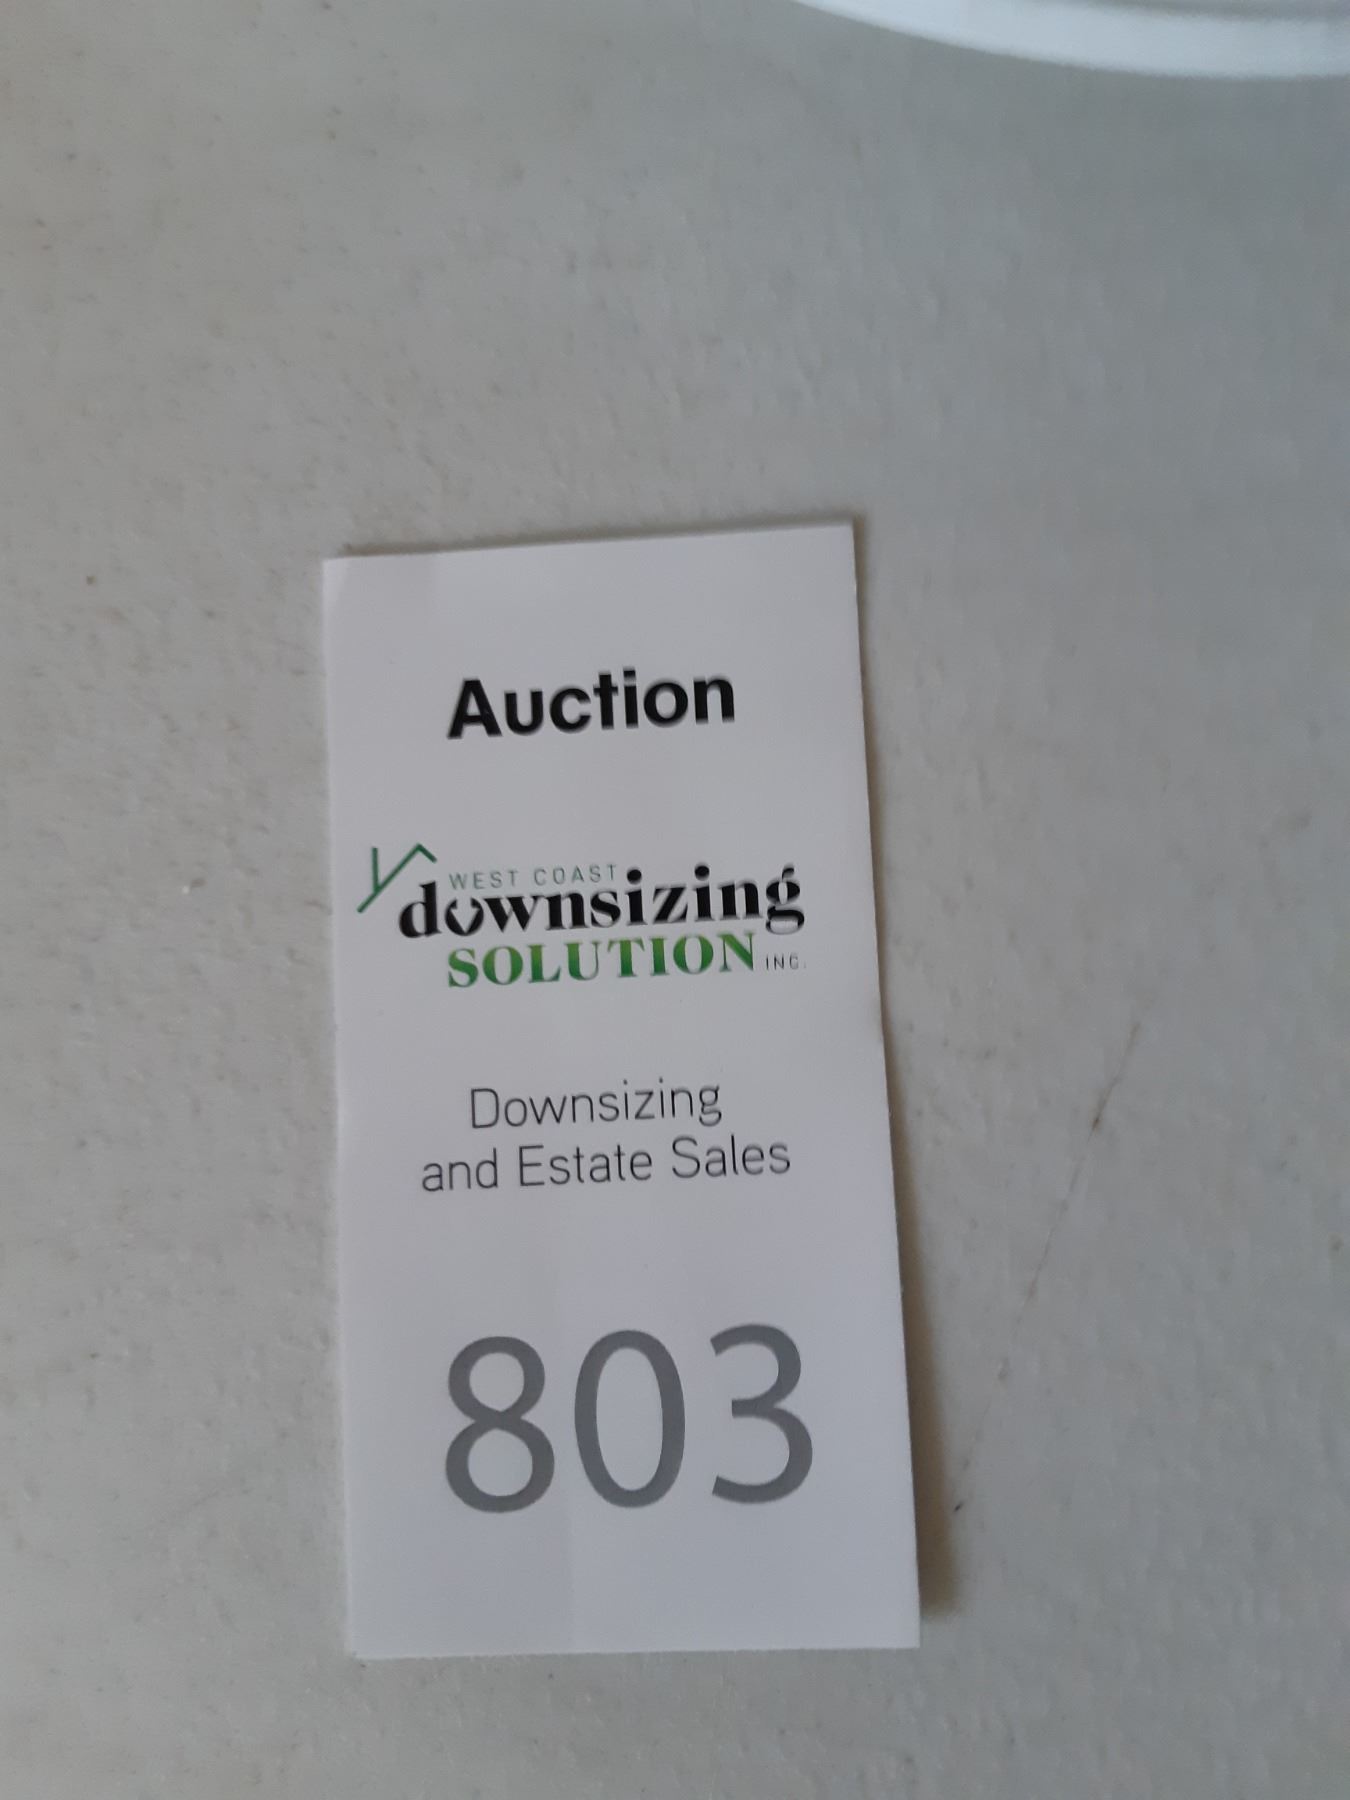 Auction
WEST COAST
downsizing
SOLUTION INC.
Downsizing
and Estate Sales
803